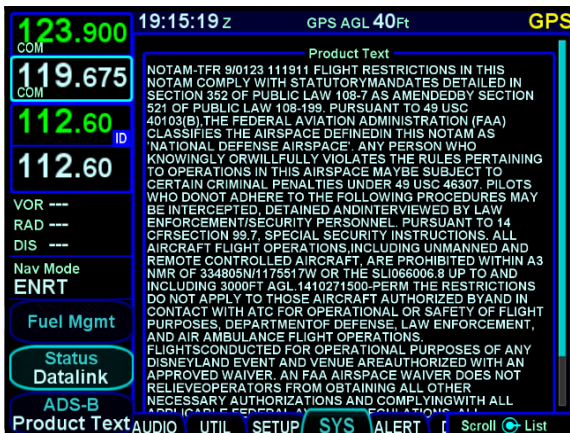 123.900
COM
119.675
COM
112.60
ID
112.60
VOR ---
RAD ---
DIS ---
Nav Mode
ENRT
Fuel Mgmt
Status
Datalink
ADS-B
Product Text
19:15:19 Z
GPS AGL 40Ft
GPS
Product Text
NOTAM-TFR 9/0123 111911 FLIGHT RESTRICTIONS IN THIS
NOTAM COMPLY WITH STATUTORYMANDATES DETAILED IN
SECTION 352 OF PUBLIC LAW 108-7 AS AMENDEDBY SECTION
521 OF PUBLIC LAW 108-199. PURSUANT TO 49 USC
40103(B),THE FEDERAL AVIATION ADMINISTRATION (FAA)
CLASSIFIES THE AIRSPACE DEFINEDIN THIS NOTAM AS
'NATIONAL DEFENSE AIRSPACE'. ANY PERSON WHO
KNOWINGLY ORWILLFULLY VIOLATES THE RULES PERTAINING
TO OPERATIONS IN THIS AIRSPACE MAYBE SUBJECT TO
CERTAIN CRIMINAL PENALTIES UNDER 49 USC 46307. PILOTS
WHO DONOT ADHERE TO THE FOLLOWING PROCEDURES MAY
BE INTERCEPTED, DETAINED ANDINTERVIEWED BY LAW
ENFORCEMENT/SECURITY PERSONNEL. PURSUANT TO 14
CFRSECTION 99.7, SPECIAL SECURITY INSTRUCTIONS. ALL
AIRCRAFT FLIGHT OPERATIONS,INCLUDING UNMANNED AND
REMOTE CONTROLLED AIRCRAFT, ARE PROHIBITED WITHIN A3
NMR OF 334805N/1175517W OR THE SLI066006.8 UP TO AND
INCLUDING 3000FT AGL.1410271500-PERM THE RESTRICTIONS
DO NOT APPLY TO THOSE AIRCRAFT AUTHORIZED BYAND IN
CONTACT WITH ATC FOR OPERATIONAL OR SAFETY OF FLIGHT
PURPOSES, DEPARTMENTOF DEFENSE, LAW ENFORCEMENT,
AND AIR AMBULANCE FLIGHT OPERATIONS.
FLIGHTSCONDUCTED FOR OPERATIONAL PURPOSES OF ANY
DISNEYLAND EVENT AND VENUE AREAUTHORIZED WITH AN
APPROVED WAIVER. AN FAA AIRSPACE WAIVER DOES NOT
RELIEVEOPERATORS FROM OBTAINING ALL OTHER
NECESSARY AUTHORIZATIONS AND COMPLYINGWITH ALL
APPLICABLE FEDERAL
AUDIO UTIL SETUP SYS ALERT Scroll List